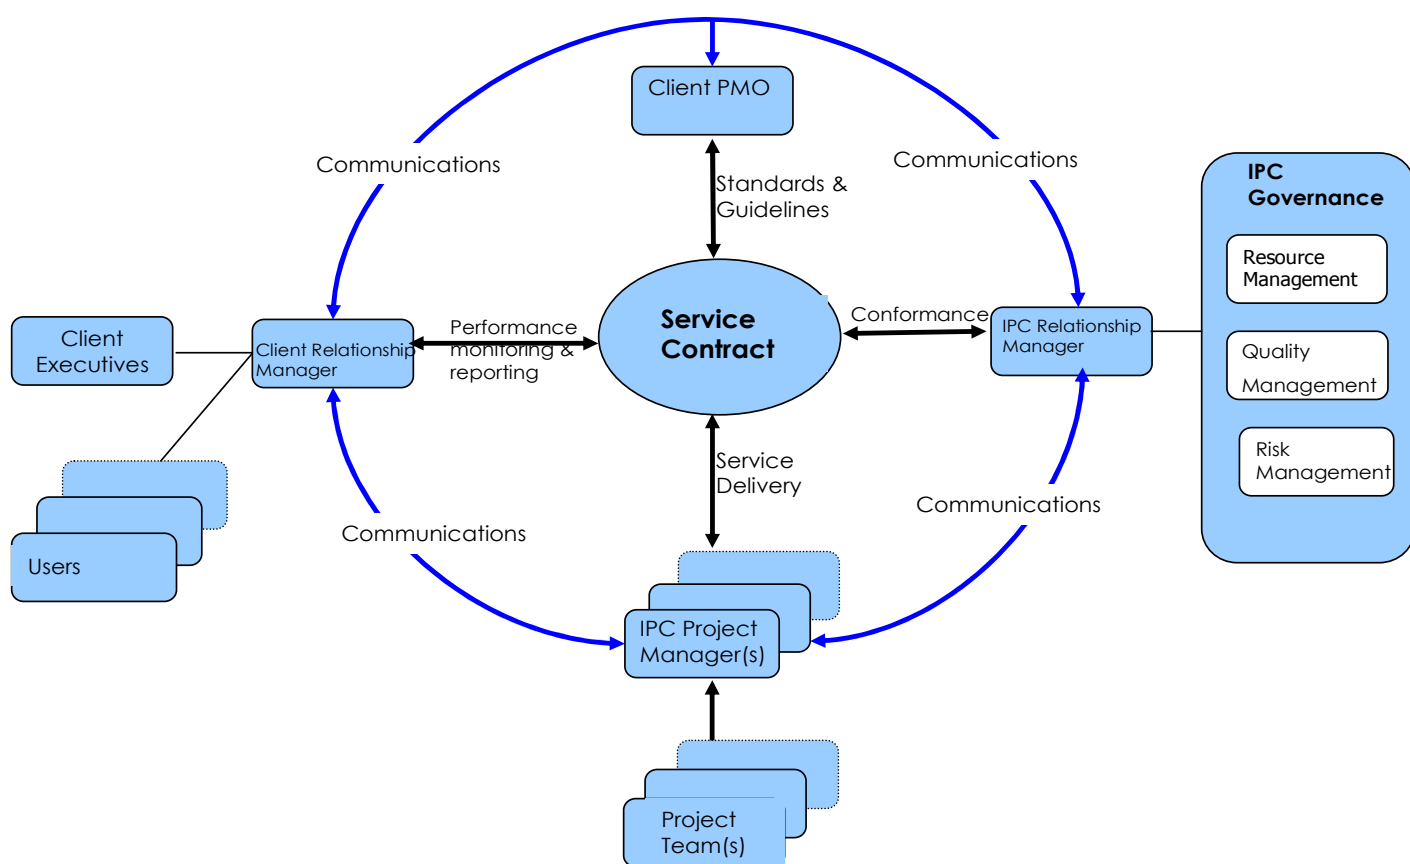 Client PMO
Communications
Communications
IPC
Governance
Standards &
Guidelines
Resource
Management
Service
Contract
Conformance
IPC Relationship
Manager
Client
Executives
Client Relationship
Manager
Performance
monitoring &
reporting
Quality
Management
Risk
Management
Service
Delivery
Communications
Communications
Users
IPC Project
Manager(s)
Project
Team(s)